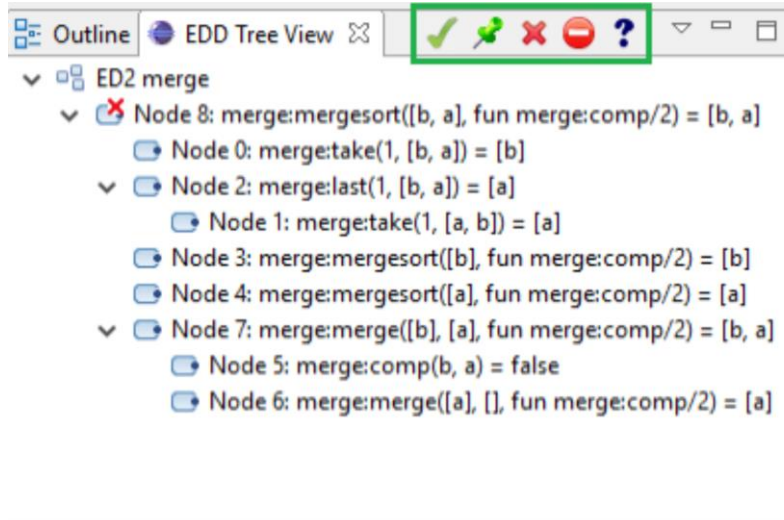 Outline EDD Tree View
ED2 merge
Node 8: merge:mergesort([b, a], fun merge:comp/2) = [b, a]
Node 0: merge:take(1, [b, a]) = [b]
Node 2: merge:last(1, [b, a]) = [a]
Node 1: merge:take(1, [a, b]) = [a]
Node 3: merge:mergesort([b], fun merge:comp/2) = [b]
Node 4: merge:mergesort([a], fun merge:comp/2) = [a]
Node 7: merge:merge([b], [a], fun merge:comp/2) = [b, a]
Node 5: merge:comp(b, a) = false
Node 6: merge:merge([a], [], fun merge:comp/2) = [a]